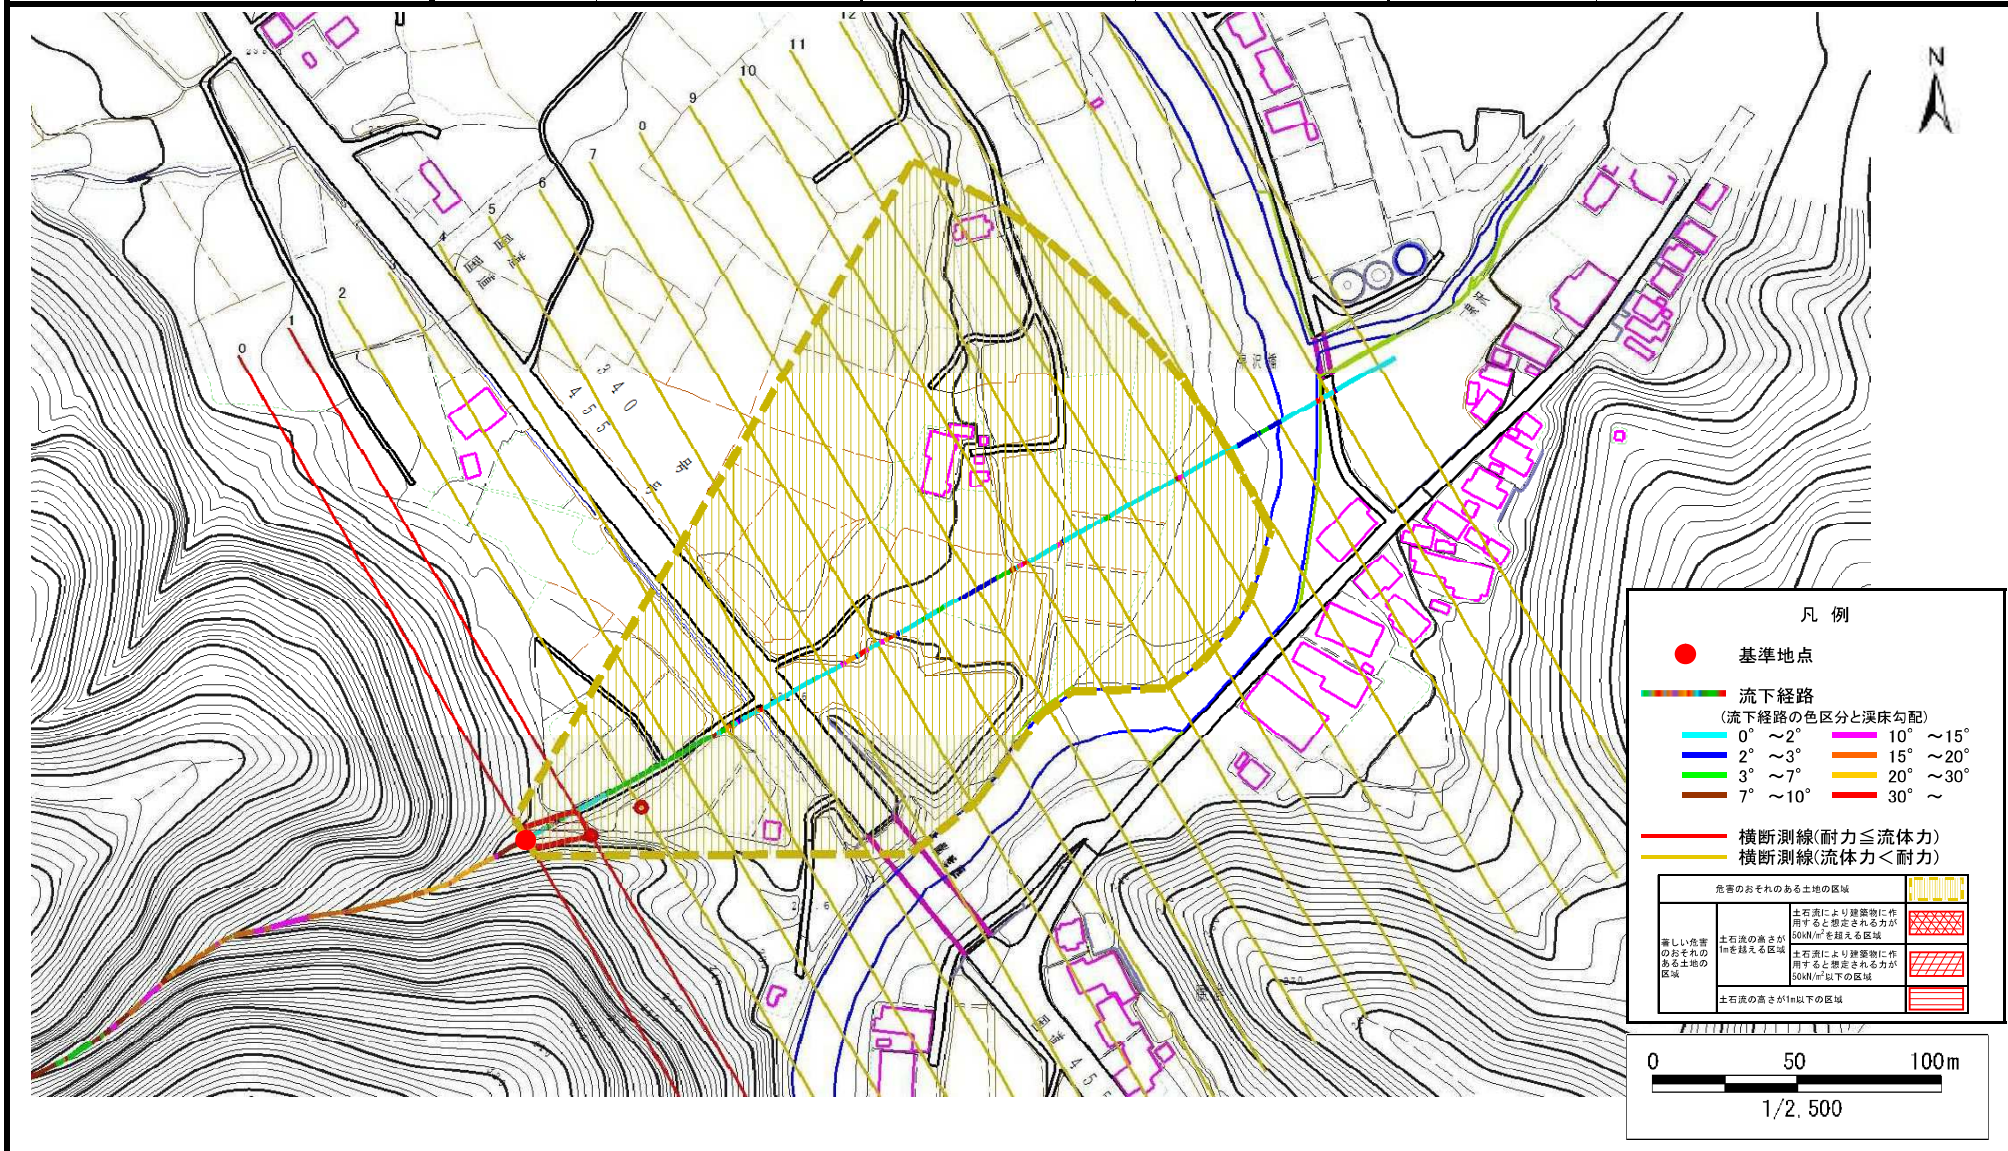 12
11
10
9
0
7
6
5
4
3
2
1
0
N
340
455
号
凡 例
基準地点
流下経路
(流下経路の色区分と渓床勾配)
0° ～2°
10° ～15°
2° ～3°
15° ～20°
3° ～7°
20° ～30°
7° ～10°
30° ～
横断測線(耐力≦流体力)
横断測線(流体力＜耐力)
危害のおそれのある土地の区域
著しい危害
のおそれの
ある土地の
区域
土石流の高さが
1mを越える区域
土石流により建築物に作
用すると想定される力が
50kN/m²を越える区域
土石流により建築物に作
用すると想定される力が
50kN/m²以下の区域
土石流の高さが1m以下の区域
0 50 100m
1/2,500